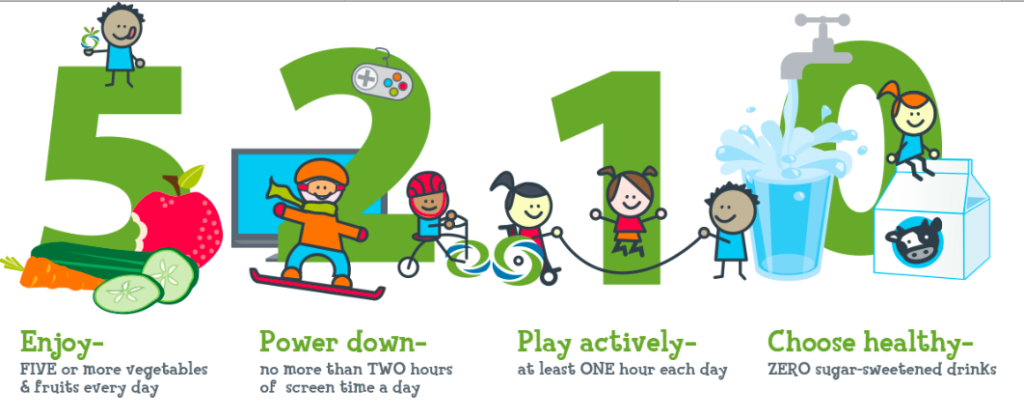 5 2 1 0
Enjoy-
FIVE or more vegetables
& fruits every day
Power down-
no more than TWO hours
of screen time a day
Play actively-
at least ONE hour each day
Choose healthy-
ZERO sugar-sweetened drinks